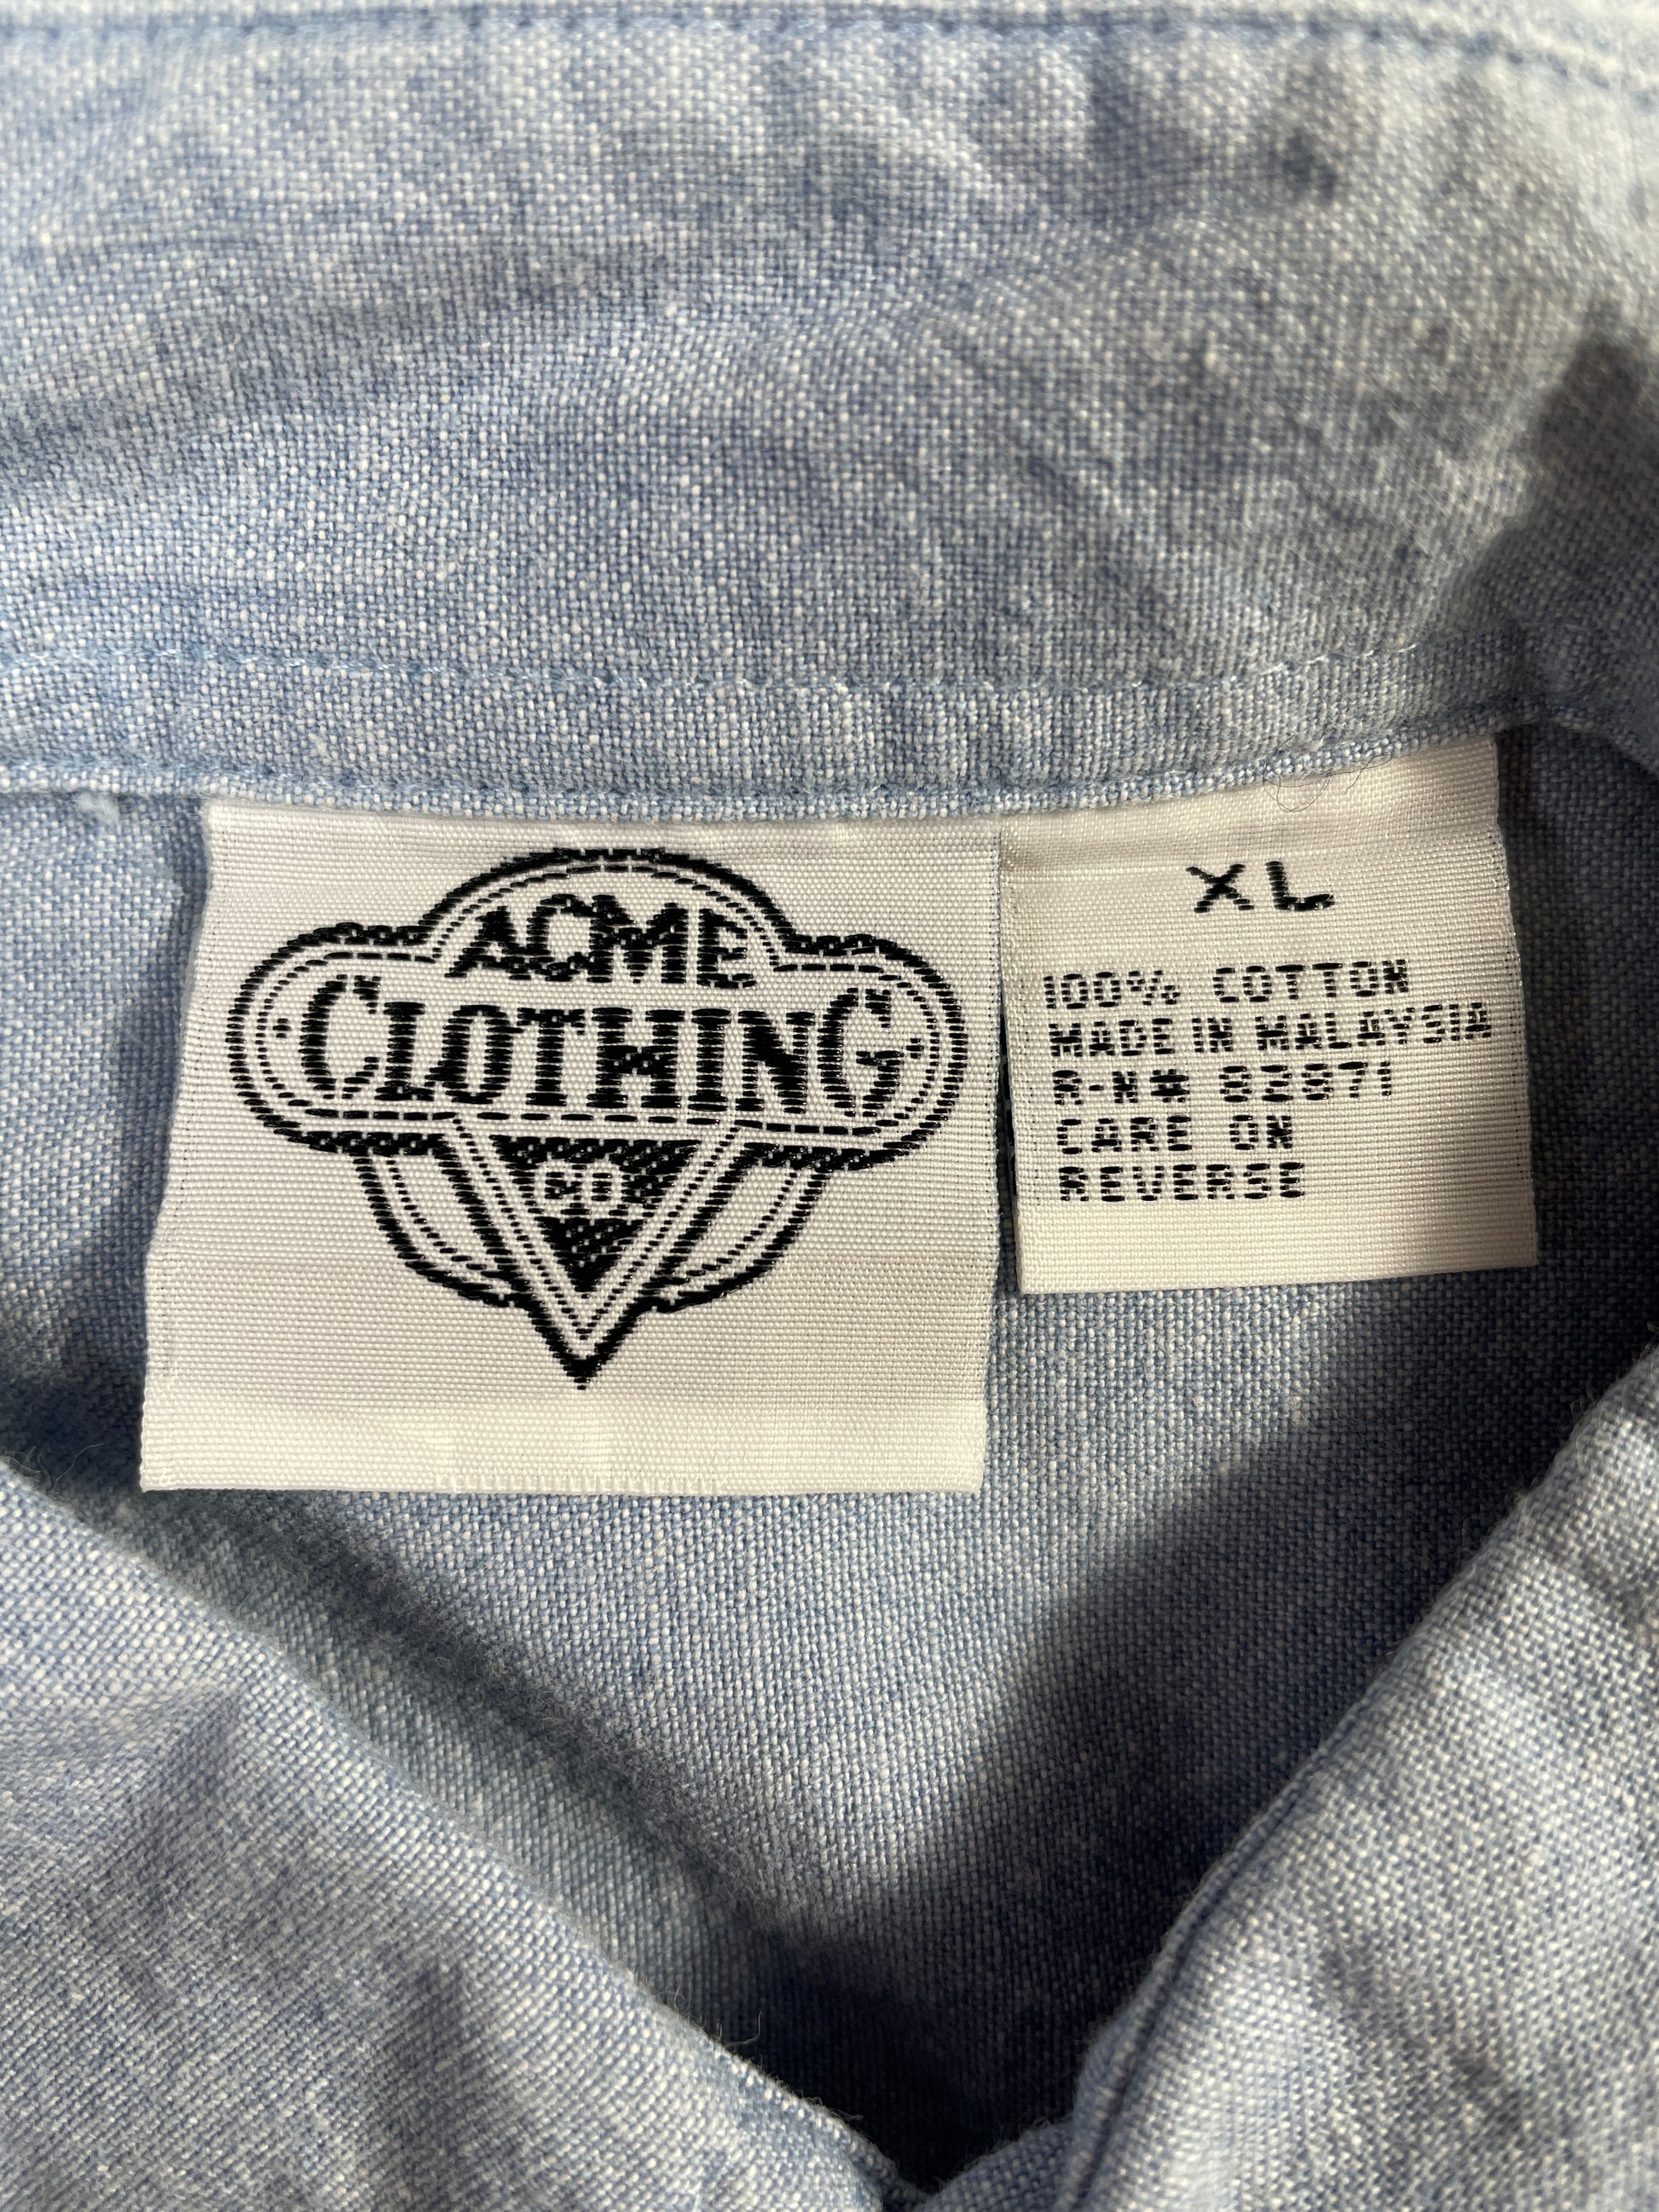 ACME
CLOTHING
CO.
XL
100% COTTON
MADE IN MALAYSIA
R-N# 82871
CARE ON
REVERSE